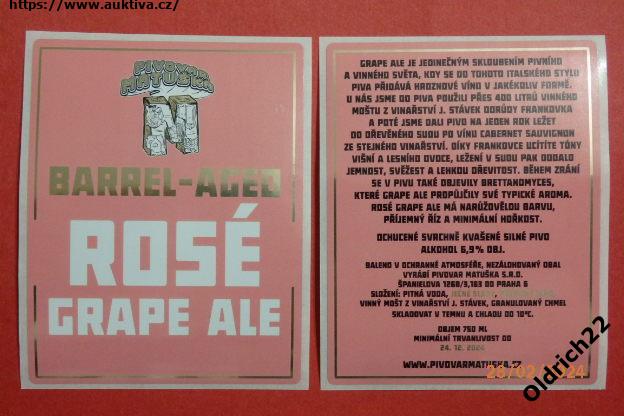 https://www.auktiva.cz/
PIVOVAR
MATUŠKA
BARREL-AGED
ROSÉ
GRAPE ALE
GRAPE ALE JE JEDINEČNÝM SKLOUBENÍM PIVNÍHO
A VINNÉHO SVĚTA, KDY SE DO TOHOTO ITALSKÉHO STYLU
PIVA PŘIDÁVÁ HROZNOVÉ VÍNO V JAKÉKOLIV FORMĚ.
U NÁS JSME DO PIVA POUŽILI PŘES 400 LITRŮ VINNÉHO
MOŠTU Z VINAŘSTVÍ J. STÁVEK ODRŮDY FRANKOVKA
A POTÉ JSME DALI PIVO NA JEDEN ROK LEŽET
DO DŘEVĚNÉHO SUDU PO VÍNU CABERNET SAUVIGNON
ZE STEJNÉHO VINAŘSTVÍ. DÍKY FRANKOVCE UCÍTÍTE TÓNY
VIŠNÍ A LESNÍHO OVOCE, LEŽENÍ V SUDU PAK DODALO
JEMNOST, SVĚŽEST A LEHKOU DŘEVITOST. BĚHEM ZRÁNÍ
SE V PIVU TAKÉ OBJEVILY BRETTANOMYCES,
KTERÉ GRAPE ALE PROPŮJČILY SVÉ TYPICKÉ AROMA.
ROSÉ GRAPE ALE MÁ NARŮŽOVĚLOU BARVU,
PŘÍJEMNÝ ŘÍZ A MINIMÁLNÍ HOŘKOST.
OCHUCENÉ SVRCHNĚ KVAŠENÉ SILNÉ PIVO
ALKOHOL 6,9% OBJ.
BALENO V OCHRANNÉ ATMOSFÉŘE, NEZÁLOHOVANÝ OBAL
VYRÁBÍ PIVOVAR MATUŠKA S.R.O.
ŠPANIELOVA 1268/3,163 00 PRAHA 6
SLOŽENÍ: PITNÁ VODA,
VINNÝ MOŠT Z VINAŘSTVÍ J. STÁVEK, GRANULOVANÝ CHMEL
SKLADOVAT V TEMNU A CHLADU DO 10°C.
OBJEM 750 ML
MINIMÁLNÍ TRVANLIVOST DO
24. 12. 2024
WWW.PIVOVARMATUSKA.CZ
23/02/2024
Oldrich22